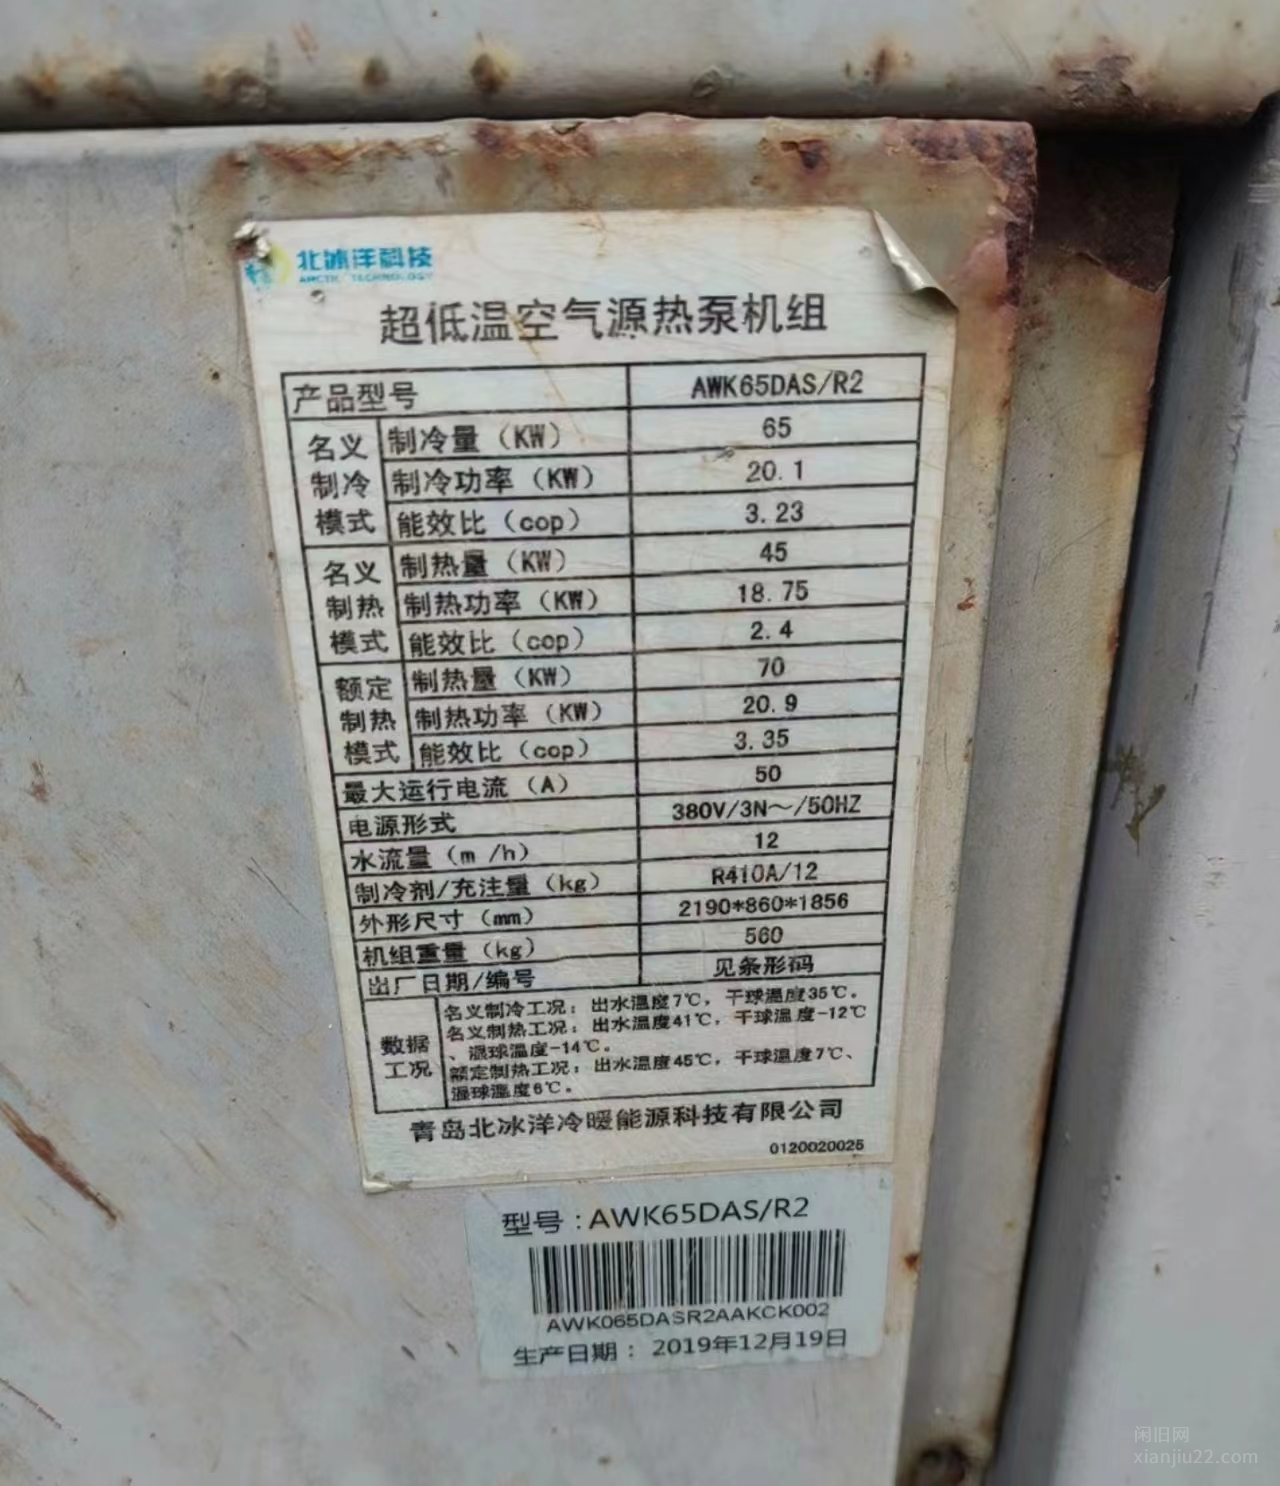 北冰洋科技
ARCTIC TECHNOLOGY
超低温空气源热泵机组
产品型号 AWK65DAS/R2
名义制冷模式 制冷量（KW） 65
制冷功率（KW） 20.1
能效比（cop） 3.23
名义制热模式 制热量（KW） 45
制热功率（KW） 18.75
能效比（cop） 2.4
额定制热模式 制热量（KW） 70
制热功率（KW） 20.9
能效比（cop） 3.35
最大运行电流（A） 50
电源形式 380V/3N～/50HZ
水流量（m /h） 12
制冷剂/充注量（kg） R410A/12
外形尺寸（mm） 2190*860*1856
机组重量（kg） 560
出厂日期/编号 见条形码
数据工况 名义制冷工况：出水温度7℃，干球温度35℃。
名义制热工况：出水温度41℃，干球温度-12℃
、湿球温度-14℃。
额定制热工况：出水温度45℃，干球温度7℃、
湿球温度6℃。
青岛北冰洋冷暖能源科技有限公司
0120020025
型号：AWK65DAS/R2
AWK065DASR2AAKCK002
生产日期： 2019年12月19日
闲旧网
xianjiu22.com